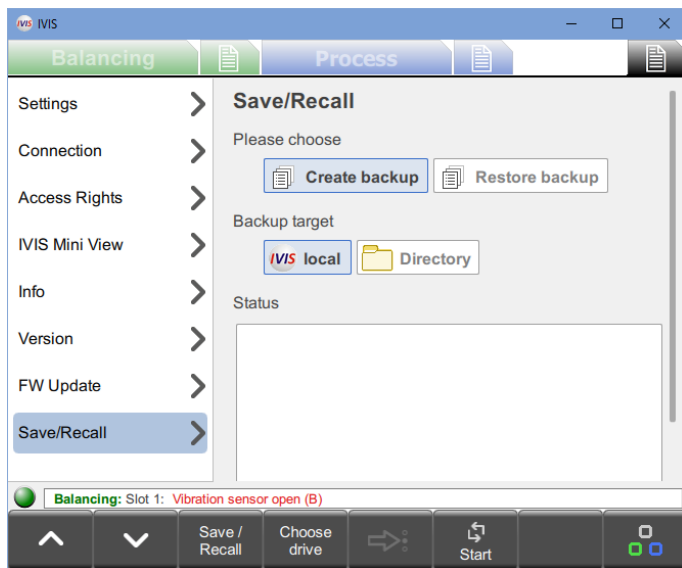 IVIS IVIS
Balancing Process
Settings
Connection
Access Rights
IVIS Mini View
Info
Version
FW Update
Save/Recall
Save/Recall
Please choose
Create backup Restore backup
Backup target
IVIS local Directory
Status
Balancing: Slot 1: Vibration sensor open (B)
Save /
Recall
Choose
drive
Start